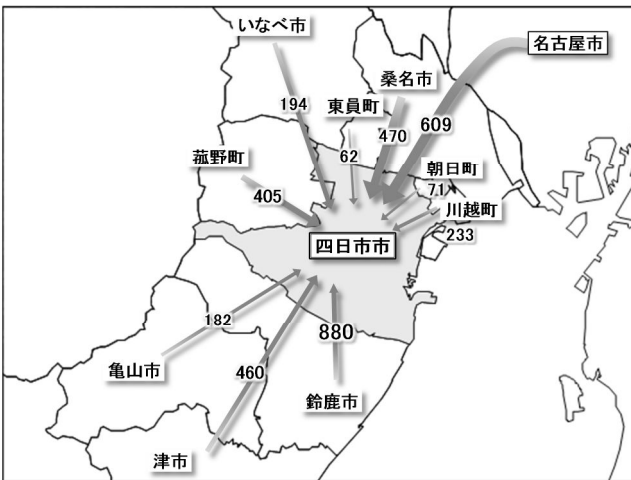 いなべ市
名古屋市
桑名市
194
東員町
470
609
菰野町
62
朝日町
405
71
川越町
四日市市
233
182
880
亀山市
460
鈴鹿市
津市